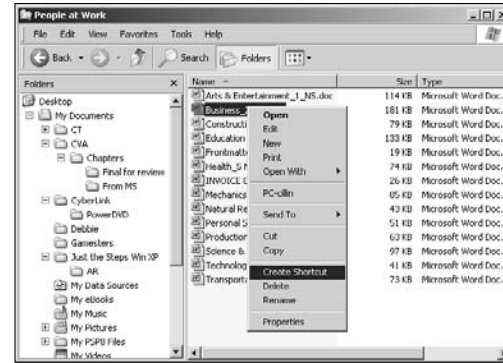 People at Work
File Edit View Favorites Tools Help
Back Search Folders
Folders
Desktop
My Documents
CT
CVA
Chapters
Final for review
From MS
CyberLink
PowerDVD
Debbie
Gamesters
Just the Steps Win XP
AR
My Data Sources
My eBooks
My Music
My Pictures
My PSP8 Files
My Videos
Name Size Type
Arts & Entertainment_1_NS.doc 114 KB Microsoft Word Doc.
Business_ 181 KB Microsoft Word Doc.
Constructi 79 KB Microsoft Word Doc.
Education 133 KB Microsoft Word Doc.
Frontmatt 19 KB Microsoft Word Doc.
Health_S 74 KB Microsoft Word Doc.
INVOICE C 26 KB Microsoft Word Doc.
Mechanics 85 KB Microsoft Word Doc.
Natural Re 43 KB Microsoft Word Doc.
Personal S 51 KB Microsoft Word Doc.
Production 63 KB Microsoft Word Doc.
Science & 97 KB Microsoft Word Doc.
Technolog 41 KB Microsoft Word Doc.
Transport 73 KB Microsoft Word Doc.
Open
Edit
New
Print
Open With
PC-cillin
Send To
Cut
Copy
Create Shortcut
Delete
Rename
Properties